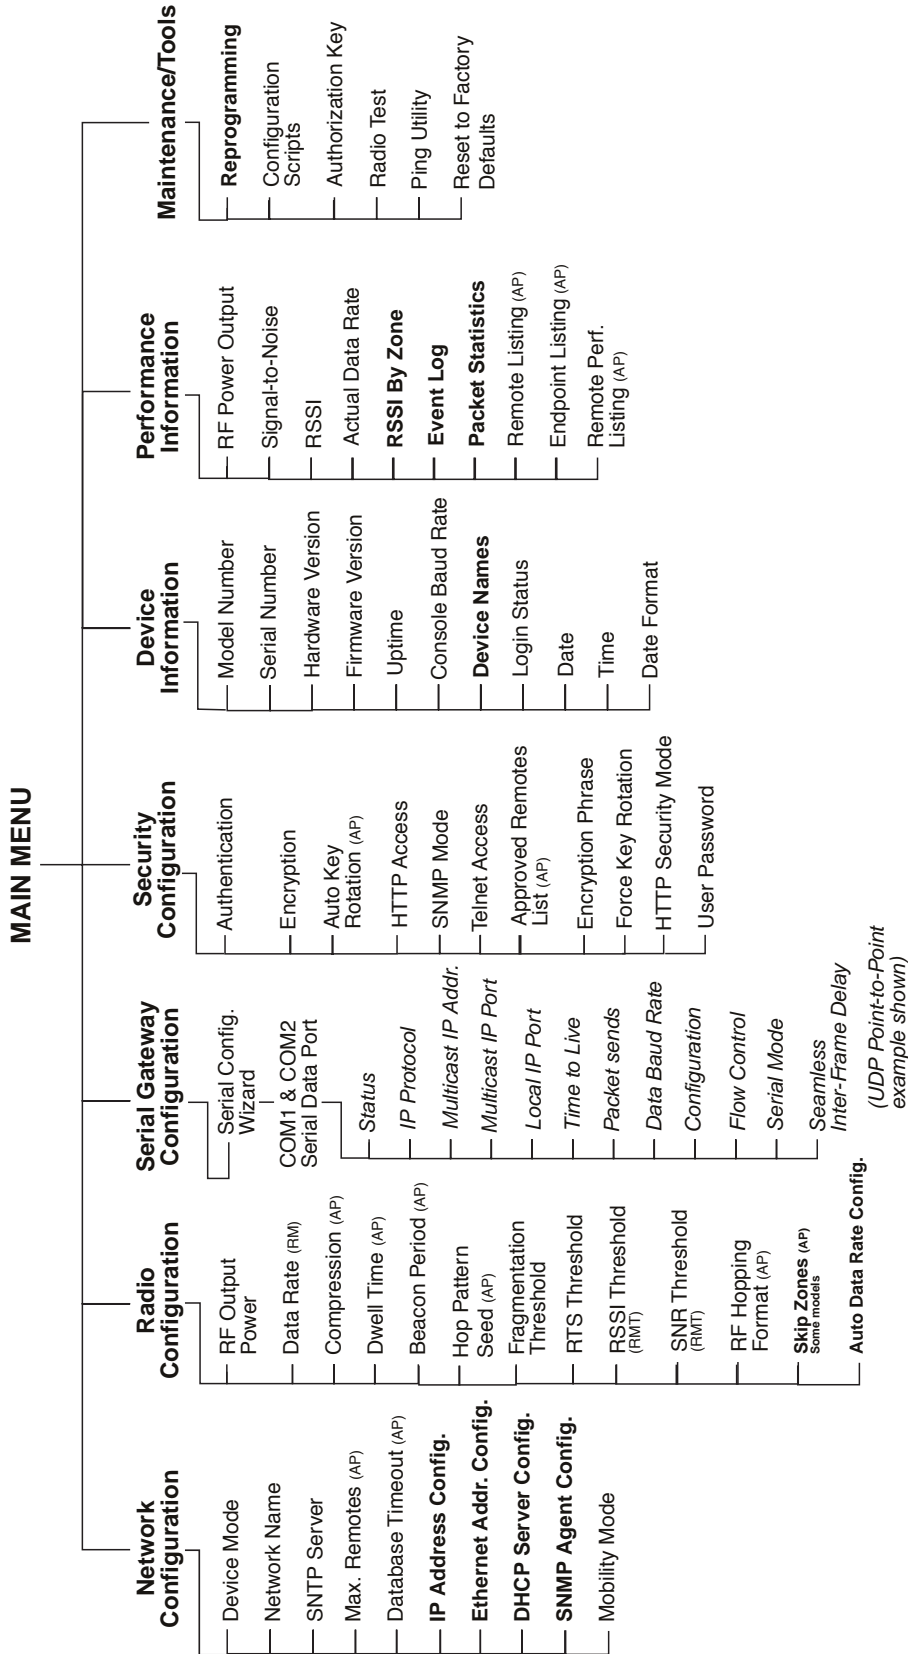 MAIN MENU
Network
Configuration
Device Mode
Network Name
SNTP Server
Max. Remotes (AP)
Database Timeout (AP)
IP Address Config.
Ethernet Addr. Config.
DHCP Server Config.
SNMP Agent Config.
Mobility Mode
Radio
Configuration
RF Output
Power
Data Rate (RM)
Compression (AP)
Dwell Time (AP)
Beacon Period (AP)
Hop Pattern
Seed (AP)
Fragmentation
Threshold
RTS Threshold
RSSI Threshold
(RMT)
SNR Threshold
(RMT)
RF Hopping
Format (AP)
Skip Zones (AP)
Some models
Auto Data Rate Config.
Serial Gateway
Configuration
Serial Config.
Wizard
COM1 & COM2
Serial Data Port
Status
IP Protocol
Multicast IP Addr.
Multicast IP Port
Local IP Port
Time to Live
Packet sends
Data Baud Rate
Configuration
Flow Control
Serial Mode
Seamless
Inter-Frame Delay
(UDP Point-to-Point
example shown)
Security
Configuration
Authentication
Encryption
Auto Key
Rotation (AP)
HTTP Access
SNMP Mode
Telnet Access
Approved Remotes
List (AP)
Encryption Phrase
Force Key Rotation
HTTP Security Mode
User Password
Device
Information
Model Number
Serial Number
Hardware Version
Firmware Version
Uptime
Console Baud Rate
Device Names
Login Status
Date
Time
Date Format
Performance
Information
RF Power Output
Signal-to-Noise
RSSI
Actual Data Rate
RSSI By Zone
Event Log
Packet Statistics
Remote Listing (AP)
Endpoint Listing (AP)
Remote Perf.
Listing (AP)
Maintenance/Tools
Reprogramming
Configuration
Scripts
Authorization Key
Radio Test
Ping Utility
Reset to Factory
Defaults